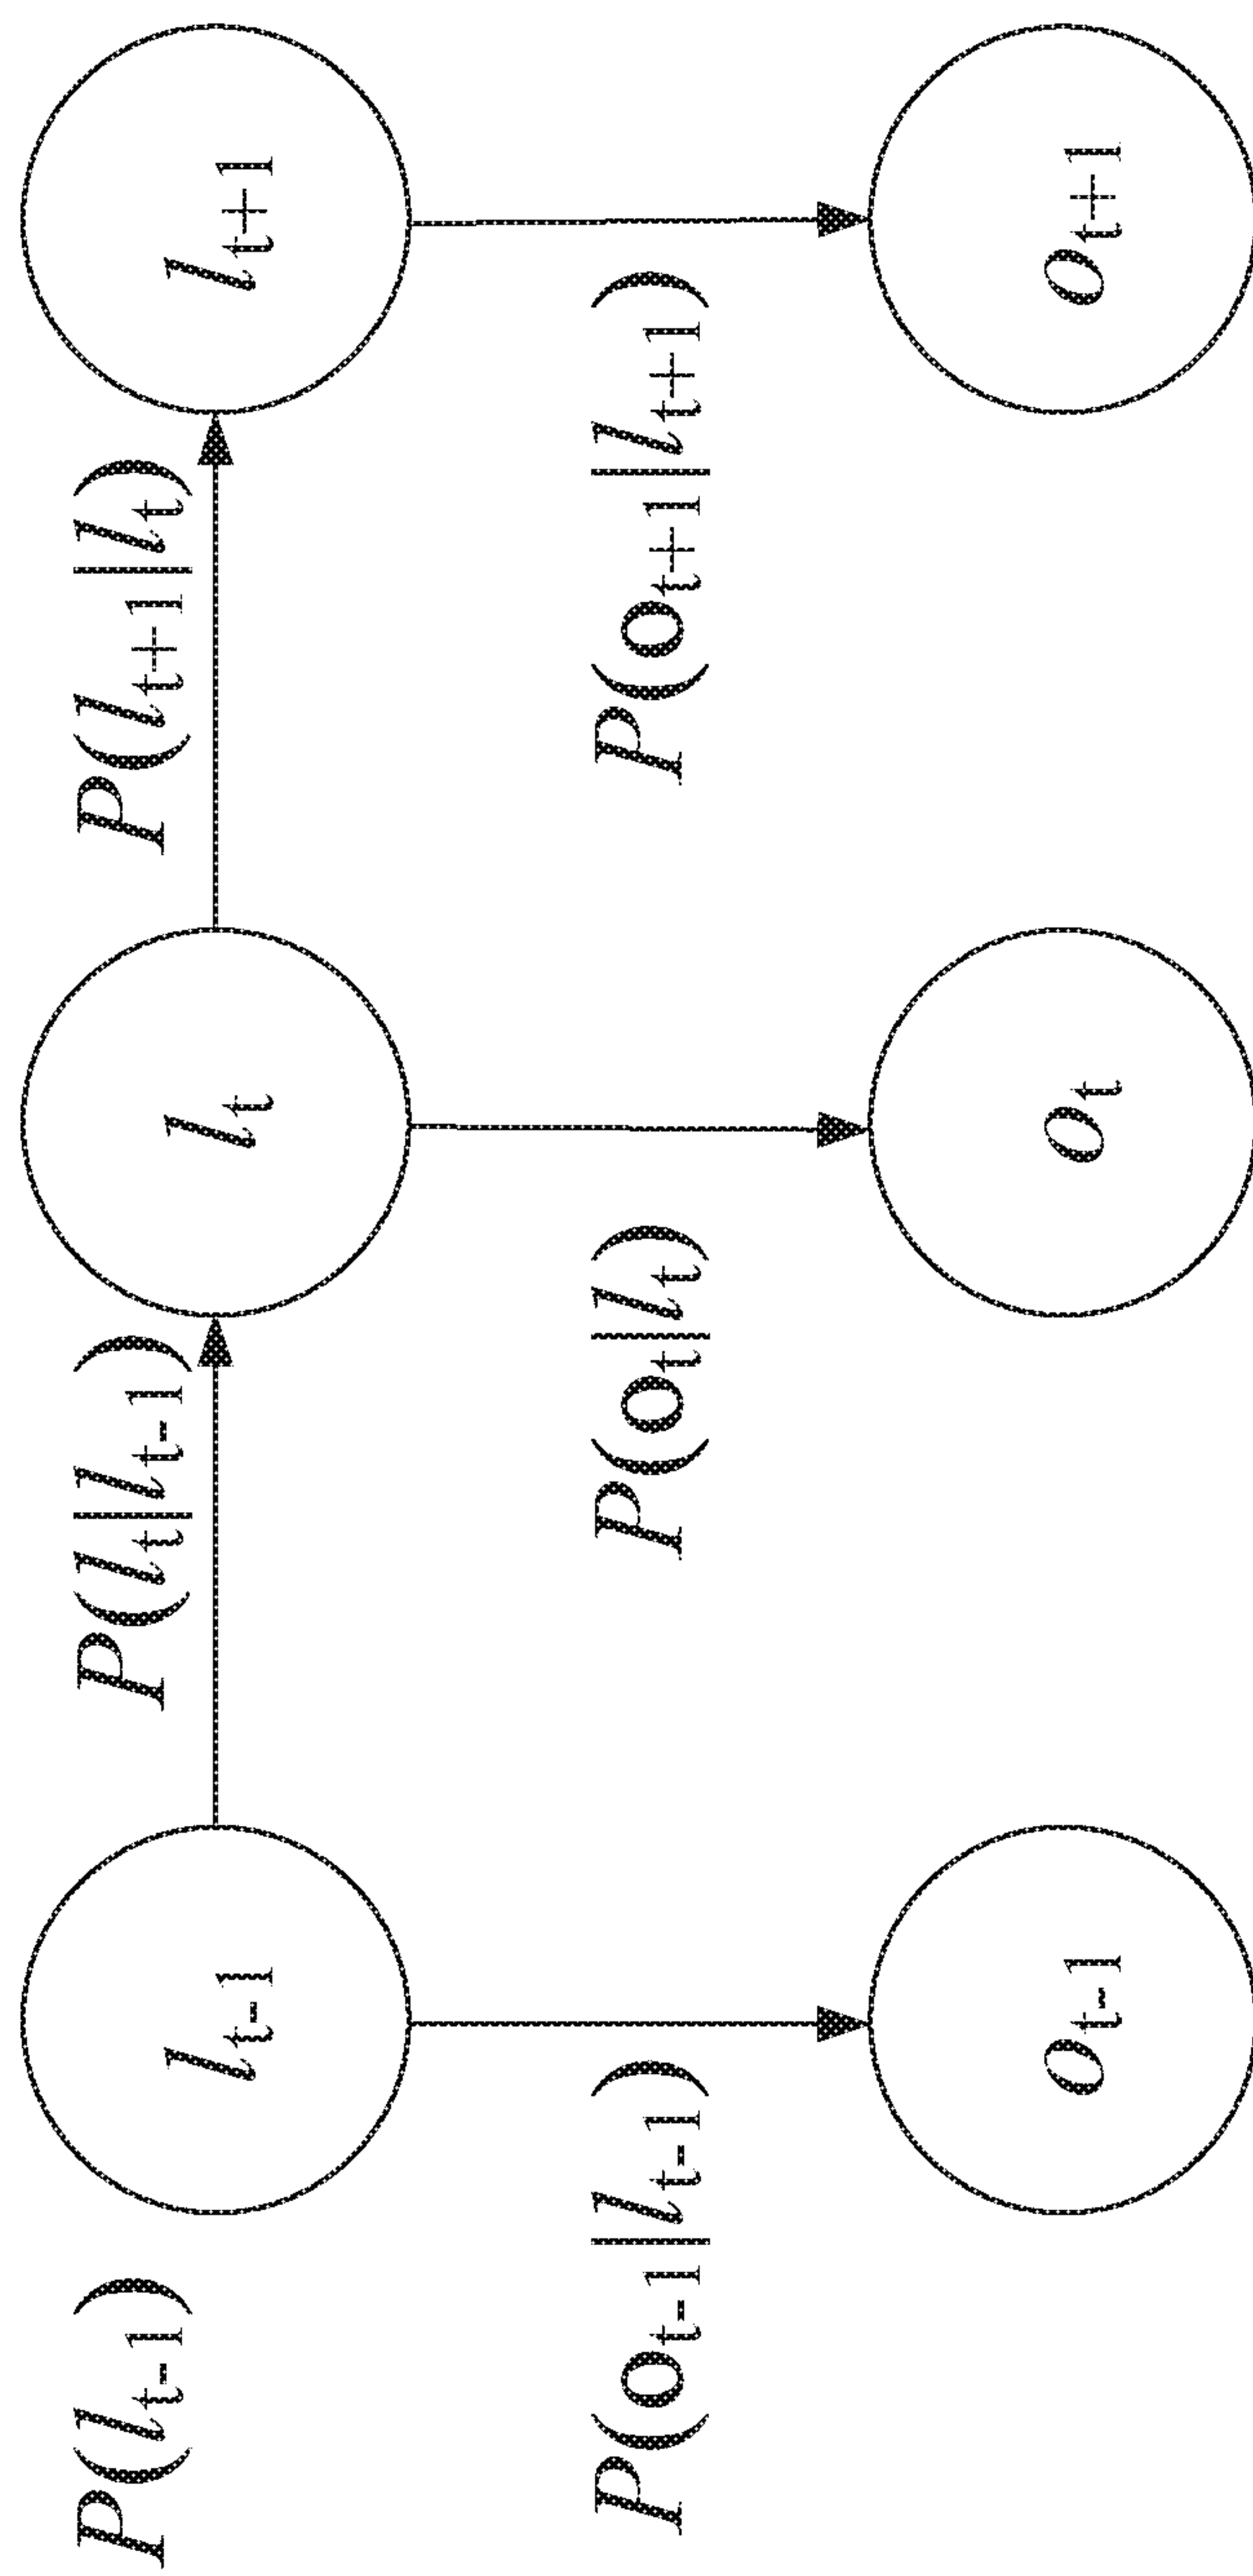 P(l_{t-1})
l_{t-1}
P(l_t|l_{t-1})
l_t
P(l_{t+1}|l_t)
l_{t+1}
P(o_{t-1}|l_{t-1})
P(o_t|l_t)
P(o_{t+1}|l_{t+1})
o_{t-1}
o_t
o_{t+1}